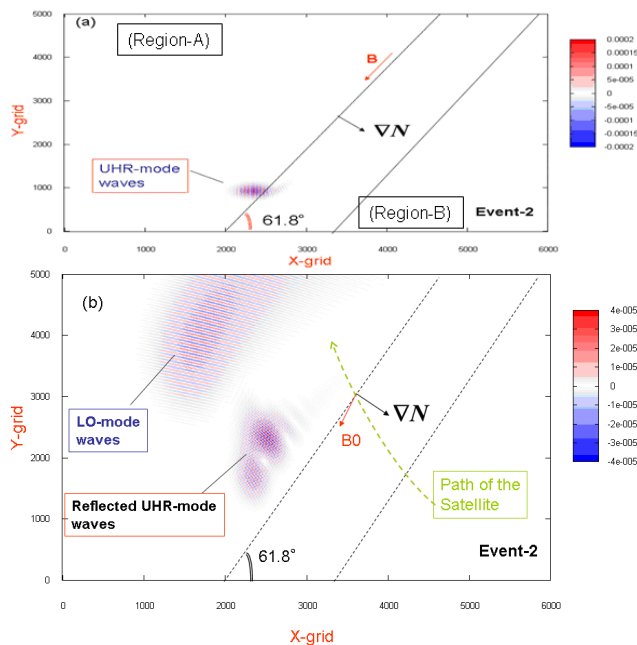 (a)
(Region-A)
B
∇N
UHR-mode
waves
61.8°
(Region-B)
Event-2
Y-grid
5000
4000
3000
2000
1000
0
0 1000 2000 3000 4000 5000 6000
X-grid
0.0002
0.00015
0.0001
5e-005
0
-5e-005
-0.0001
-0.00015
-0.0002
(b)
LO-mode
waves
Reflected UHR-mode
waves
∇N
B0
Path of the
Satellite
61.8°
Event-2
Y-grid
5000
4000
3000
2000
1000
0
0 1000 2000 3000 4000 5000 6000
X-grid
4e-005
3e-005
2e-005
1e-005
0
-1e-005
-2e-005
-3e-005
-4e-005